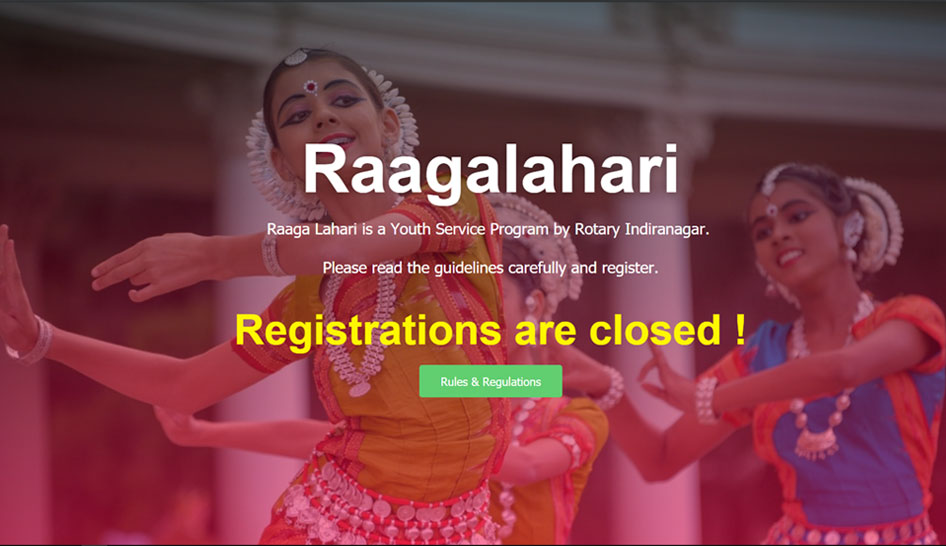 Raagalahari
Raaga Lahari is a Youth Service Program by Rotary Indiranagar.
Please read the guidelines carefully and register.
Registrations are closed !
Rules & Regulations